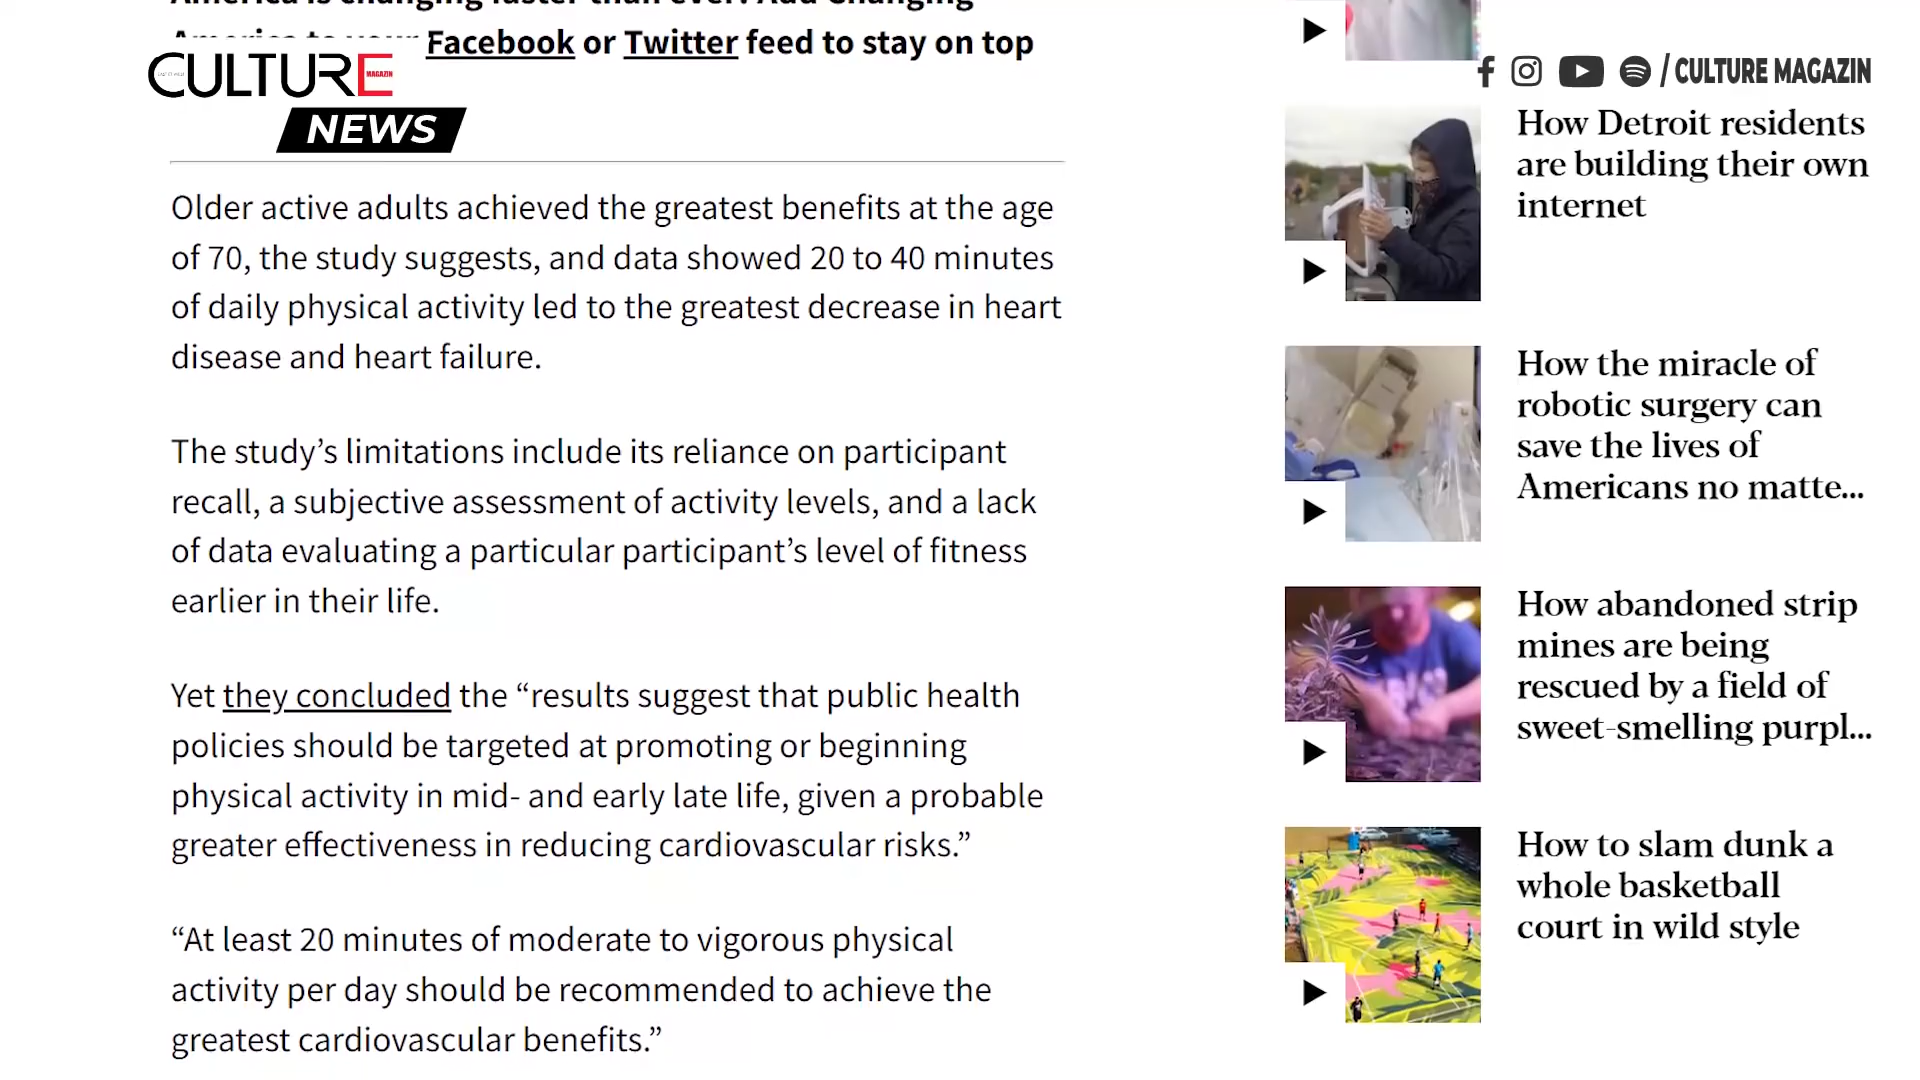 America is changing faster than ever! Add Changing
America to your Facebook or Twitter feed to stay on top
CULTURE
MAGAZIN
NEWS
/ CULTURE MAGAZIN
Older active adults achieved the greatest benefits at the age
of 70, the study suggests, and data showed 20 to 40 minutes
of daily physical activity led to the greatest decrease in heart
disease and heart failure.
The study’s limitations include its reliance on participant
recall, a subjective assessment of activity levels, and a lack
of data evaluating a particular participant’s level of fitness
earlier in their life.
Yet they concluded the “results suggest that public health
policies should be targeted at promoting or beginning
physical activity in mid- and early late life, given a probable
greater effectiveness in reducing cardiovascular risks.”
“At least 20 minutes of moderate to vigorous physical
activity per day should be recommended to achieve the
greatest cardiovascular benefits.”
How Detroit residents
are building their own
internet
How the miracle of
robotic surgery can
save the lives of
Americans no matte...
How abandoned strip
mines are being
rescued by a field of
sweet-smelling purpl...
How to slam dunk a
whole basketball
court in wild style